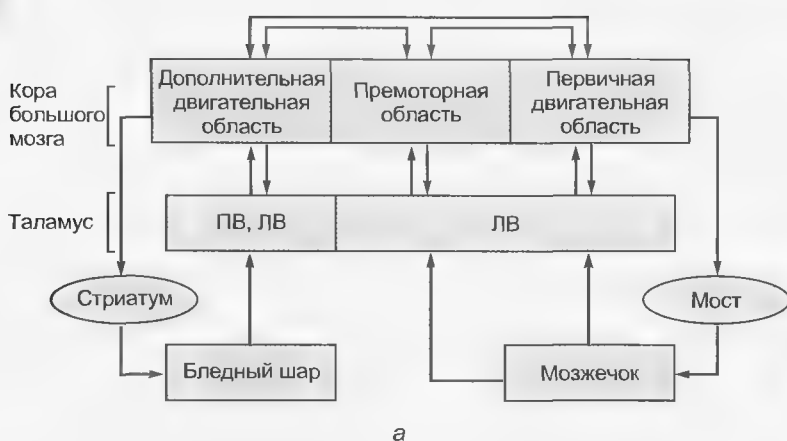 Кора
большого
мозга
Дополнительная
двигательная
область
Премоторная
область
Первичная
двигательная
область
Таламус
ПВ, ЛВ
ЛВ
Стриатум
Мост
Бледный шар
Мозжечок
а